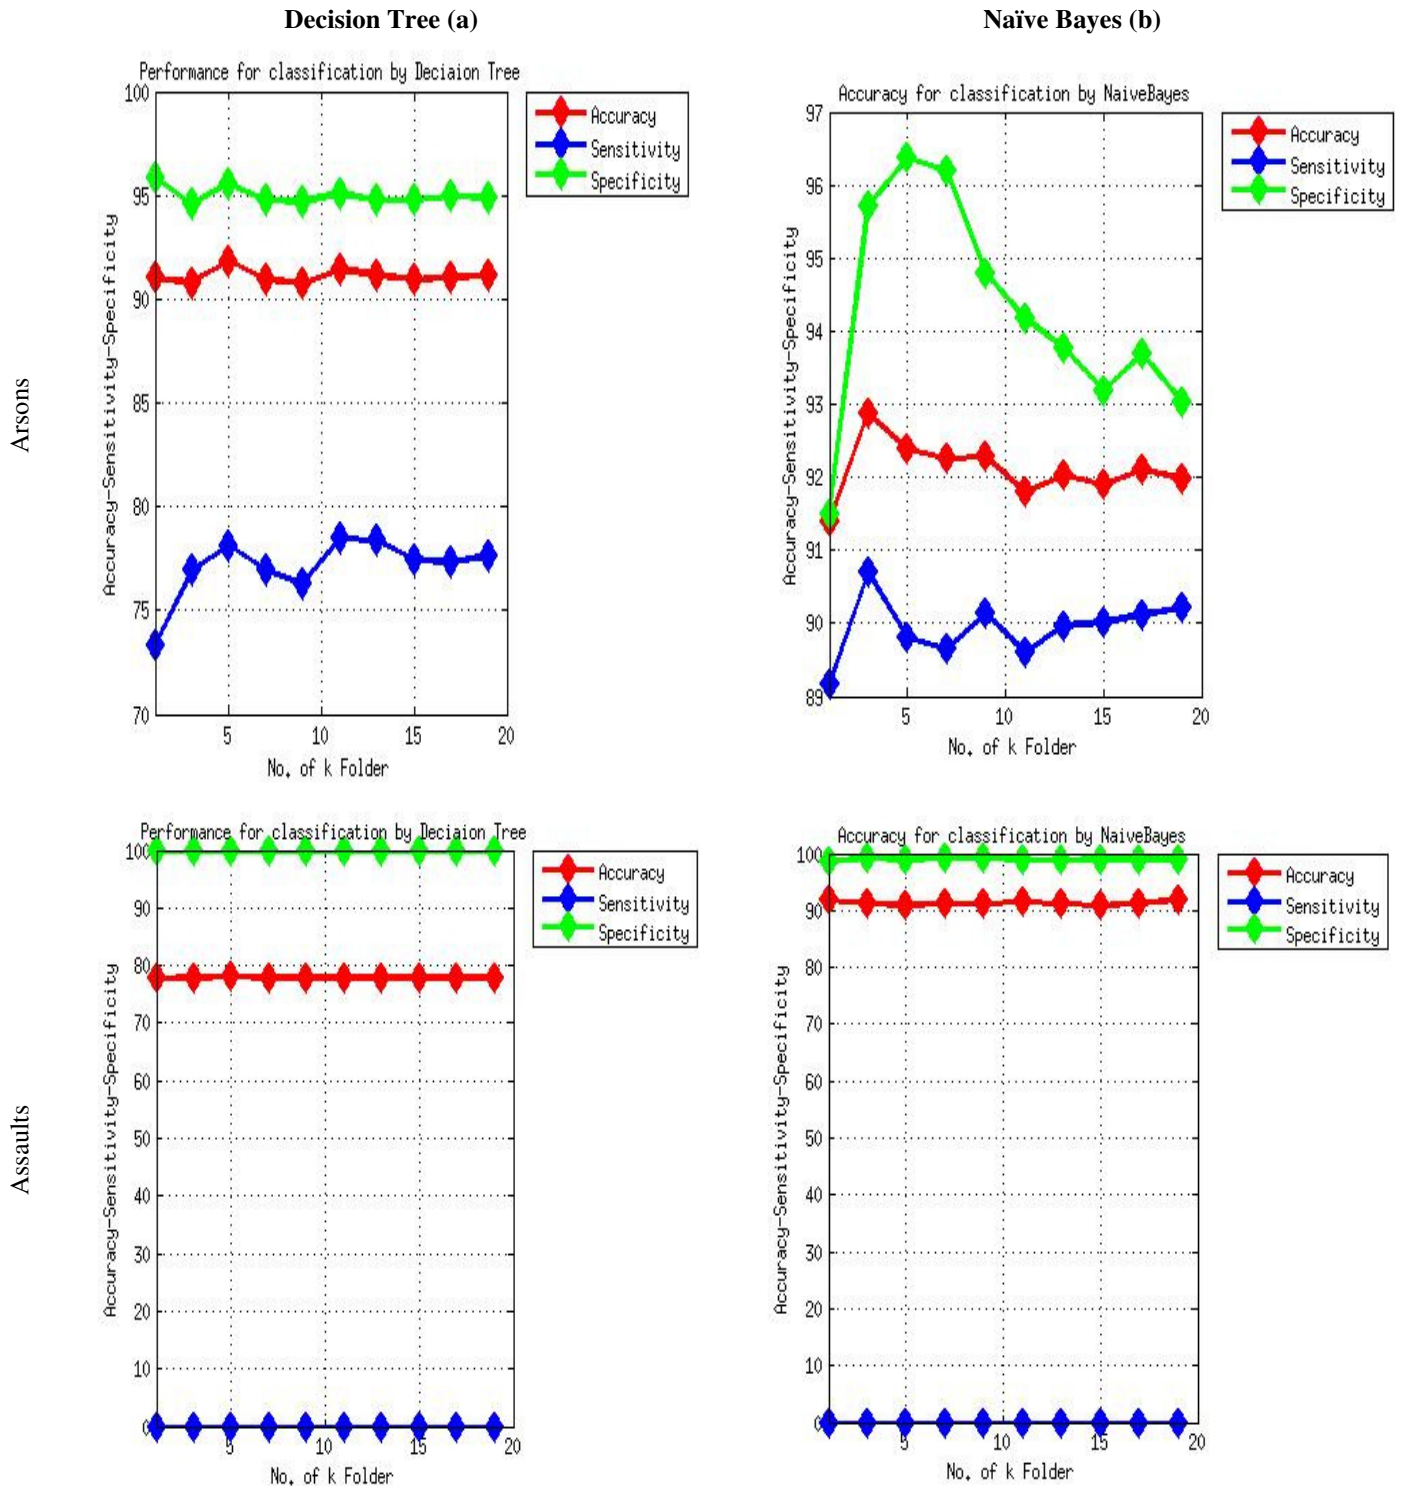 Decision Tree (a)
Naïve Bayes (b)
Arsons
Performance for classification by Deciaion Tree
Accuracy
Sensitivity
Specificity
Accuracy-Sensitivity-Specificity
100
95
90
85
80
75
70
5 10 15 20
No. of k Folder
Accuracy for classification by NaiveBayes
Accuracy
Sensitivity
Specificity
Accuracy-Sensitivity-Specificity
97
96
95
94
93
92
91
90
89
5 10 15 20
No. of k Folder
Assaults
Performance for classification by Deciaion Tree
Accuracy
Sensitivity
Specificity
Accuracy-Sensitivity-Specificity
100
90
80
70
60
50
40
30
20
10
0
5 10 15 20
No. of k Folder
Accuracy for classification by NaiveBayes
Accuracy
Sensitivity
Specificity
Accuracy-Sensitivity-Specificity
100
90
80
70
60
50
40
30
20
10
0
5 10 15 20
No. of k Folder